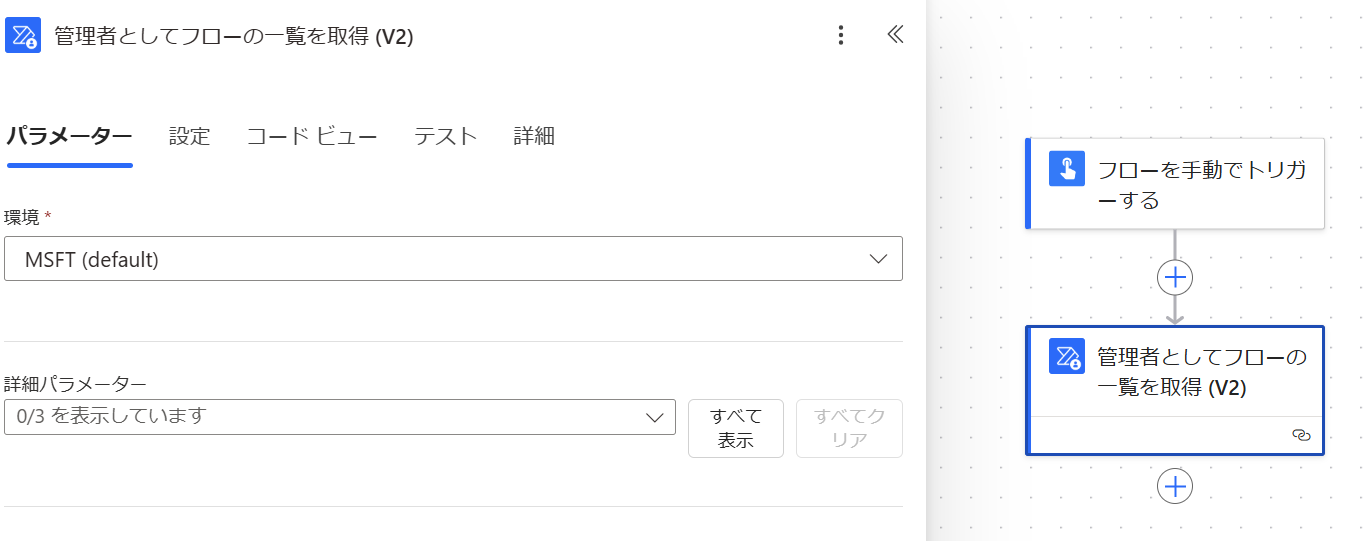 管理者としてフローの一覧を取得 (V2)
パラメーター 設定 コード ビュー テスト 詳細
環境 *
MSFT (default)
詳細パラメーター
0/3 を表示しています
すべて
表示
すべてク
リア
フローを手動でトリガ
ーする
管理者としてフローの
一覧を取得 (V2)